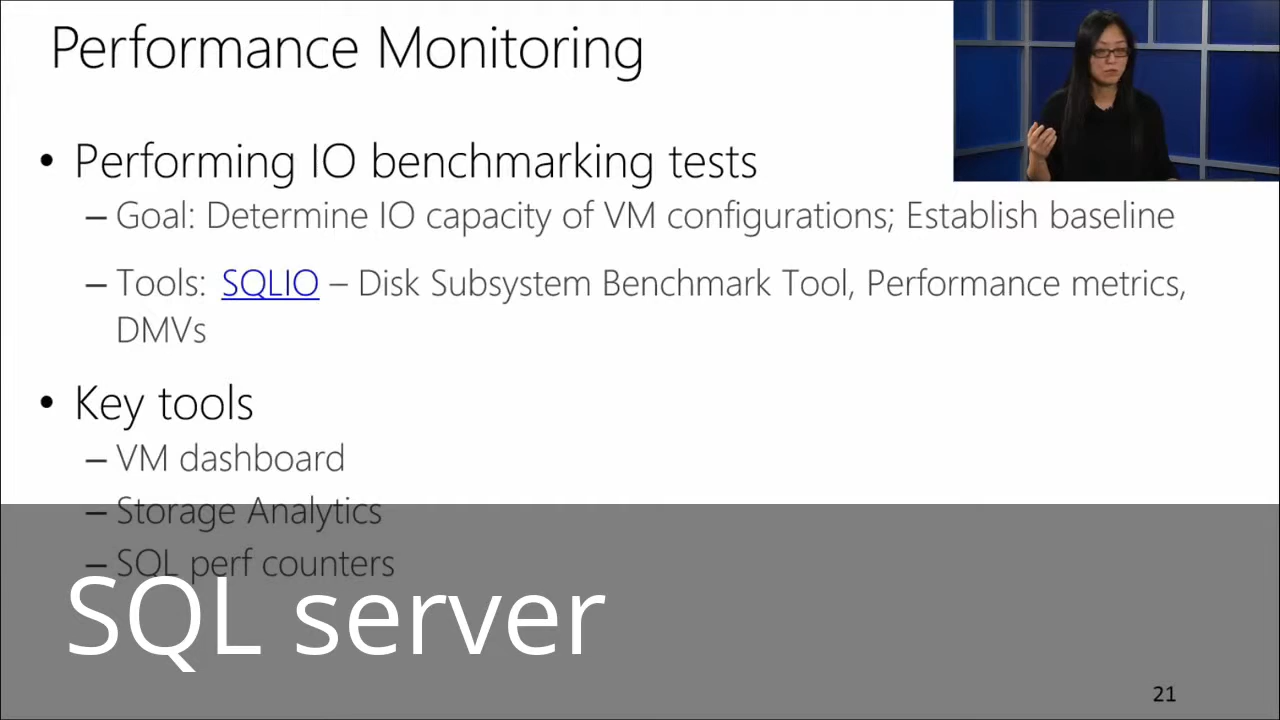 Performance Monitoring
• Performing IO benchmarking tests
– Goal: Determine IO capacity of VM configurations; Establish baseline
– Tools: SQLIO – Disk Subsystem Benchmark Tool, Performance metrics,
DMVs
• Key tools
– VM dashboard
– Storage Analytics
– SQL perf counters
SQL server
21